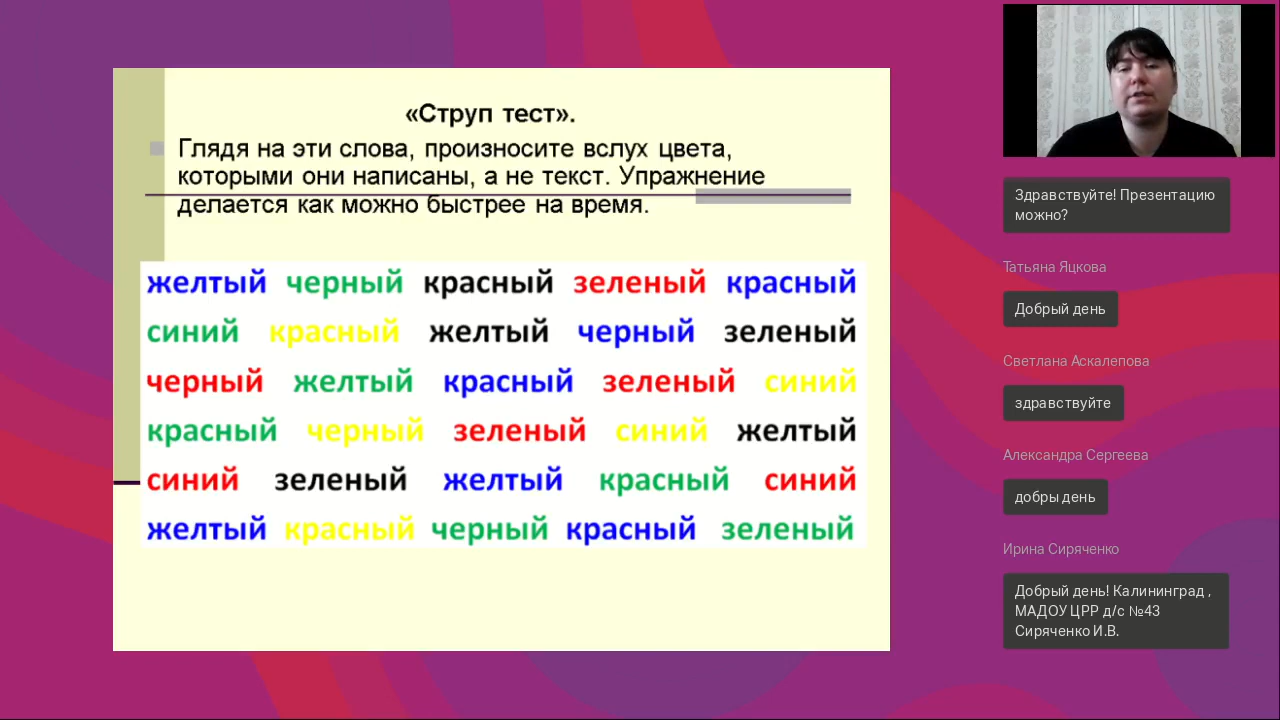 «Струп тест».
Глядя на эти слова, произносите вслух цвета,
которыми они написаны, а не текст. Упражнение
делается как можно быстрее на время.
желтый черный красный зеленый красный
синий красный желтый черный зеленый
черный желтый красный зеленый синий
красный черный зеленый синий желтый
синий зеленый желтый красный синий
желтый красный черный красный зеленый
Здравствуйте! Презентацию
можно?
Татьяна Яцкова
Добрый день
Светлана Аскалепова
здравствуйте
Александра Сергеева
добры день
Ирина Сиряченко
Добрый день! Калининград ,
МАДОУ ЦРР д/с №43
Сиряченко И.В.